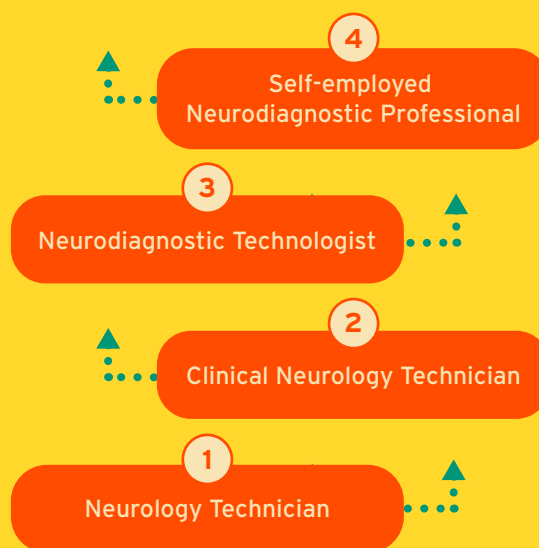 4
Self-employed
Neurodiagnostic Professional
3
Neurodiagnostic Technologist
2
Clinical Neurology Technician
1
Neurology Technician